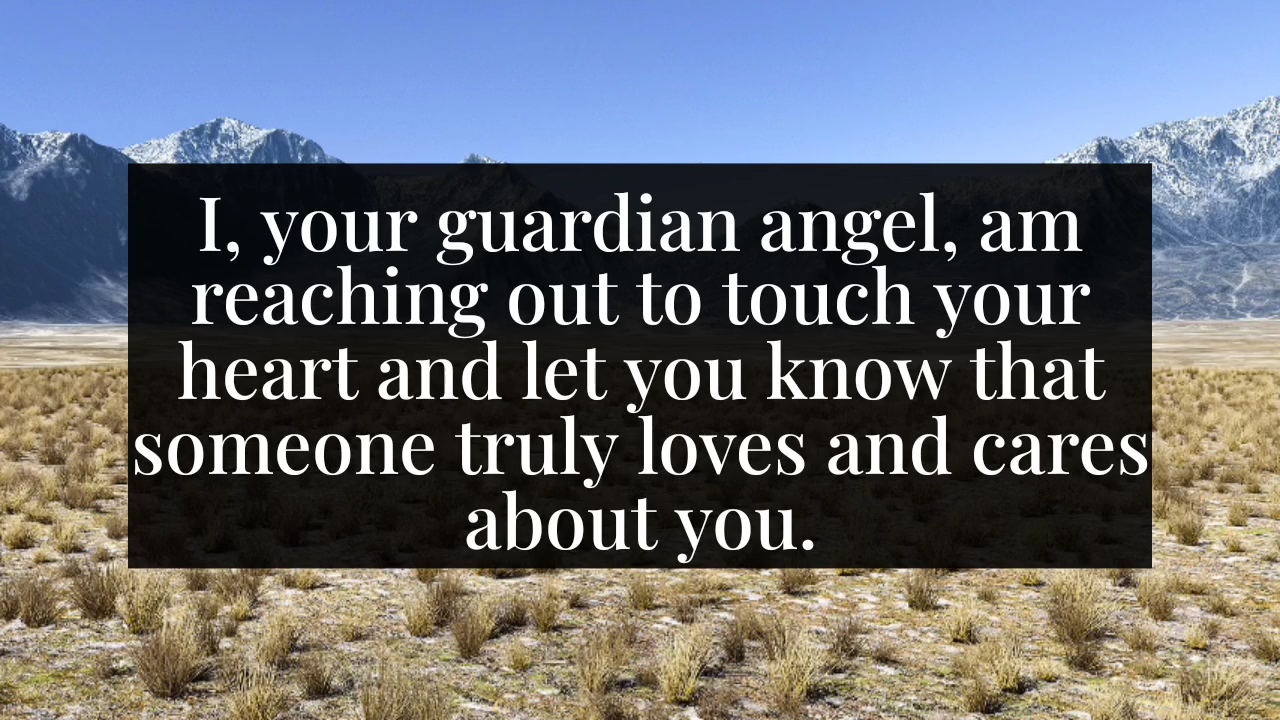 I, your guardian angel, am
reaching out to touch your
heart and let you know that
someone truly loves and cares
about you.